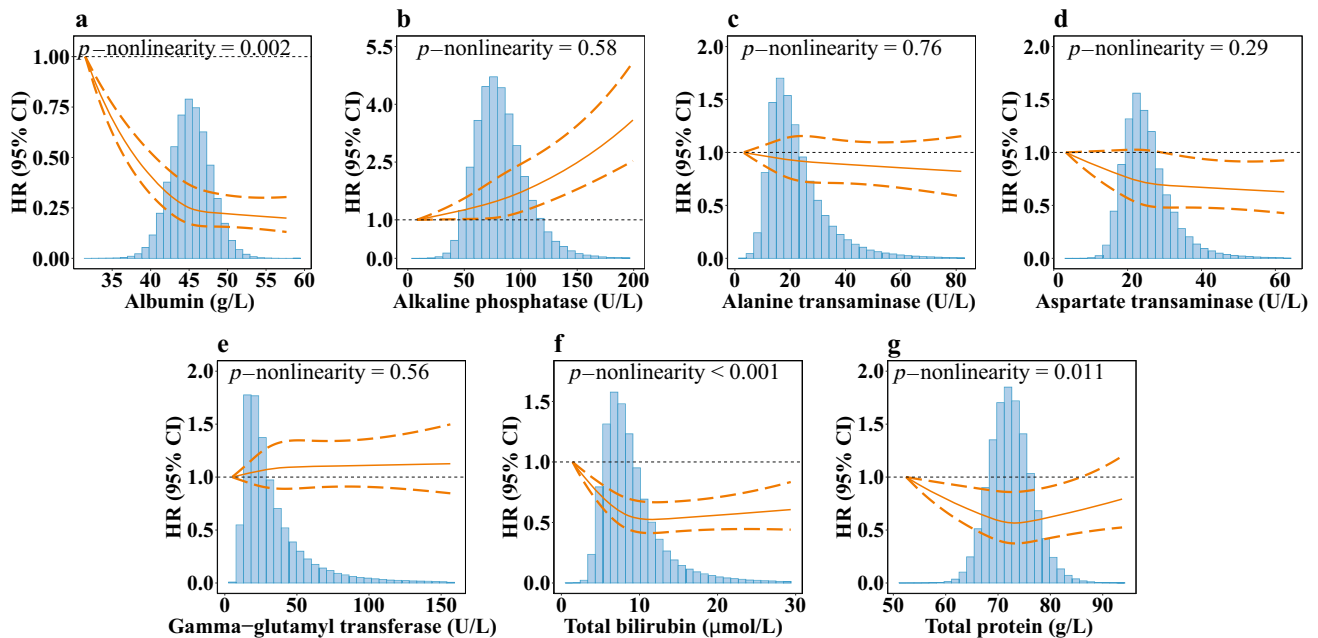 a
p−nonlinearity = 0.002
HR (95% CI)
1.00
0.75
0.50
0.25
0.00
35 40 45 50 55 60
Albumin (g/L)
b
p−nonlinearity = 0.58
HR (95% CI)
5.5
4.0
2.5
1.0
0 50 100 150 200
Alkaline phosphatase (U/L)
c
p−nonlinearity = 0.76
HR (95% CI)
2.0
1.5
1.0
0.5
0.0
0 20 40 60 80
Alanine transaminase (U/L)
d
p−nonlinearity = 0.29
HR (95% CI)
2.0
1.5
1.0
0.5
0.0
0 20 40 60
Aspartate transaminase (U/L)
e
p−nonlinearity = 0.56
HR (95% CI)
2.0
1.5
1.0
0.5
0.0
0 50 100 150
Gamma−glutamyl transferase (U/L)
f
p−nonlinearity < 0.001
HR (95% CI)
1.5
1.0
0.5
0.0
0 10 20 30
Total bilirubin (μmol/L)
g
p−nonlinearity = 0.011
HR (95% CI)
2.0
1.5
1.0
0.5
0.0
50 60 70 80 90
Total protein (g/L)